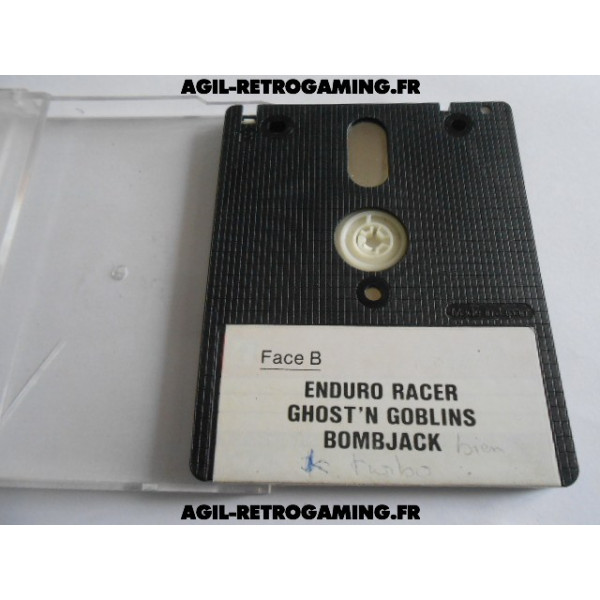 AGIL-RETROGAMING.FR
Face B
ENDURO RACER
GHOST'N GOBLINS
BOMBJACK bien
turbo
AGIL-RETROGAMING.FR